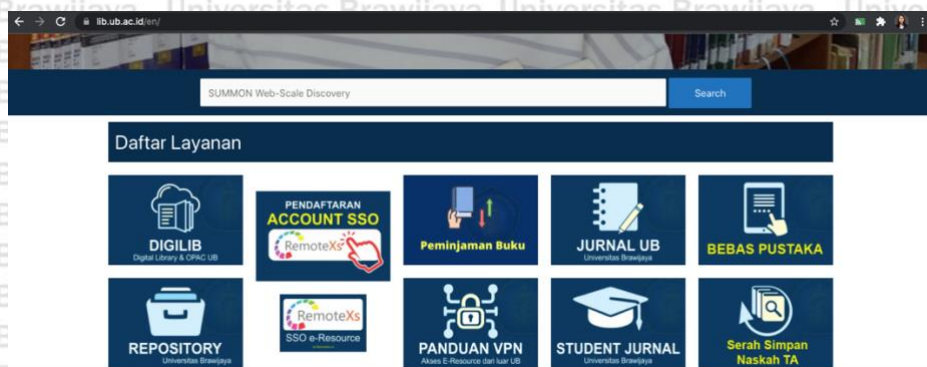 Brawijaya Universitas Brawijaya Universitas Brawijaya
lib.ub.ac.id/en/
SUMMON Web-Scale Discovery
Search
Daftar Layanan
DIGILIB
Digital Library & OPAC UB
PENDAFTARAN
ACCOUNT SSO
RemoteXs
Peminjaman Buku
JURNAL UB
Universitas Brawijaya
BEBAS PUSTAKA
REPOSITORY
Universitas Brawijaya
RemoteXs
SSO e-Resource
PANDUAN VPN
Akses E-Resource dari luar UB
STUDENT JURNAL
Universitas Brawijaya
Serah Simpan
Naskah TA